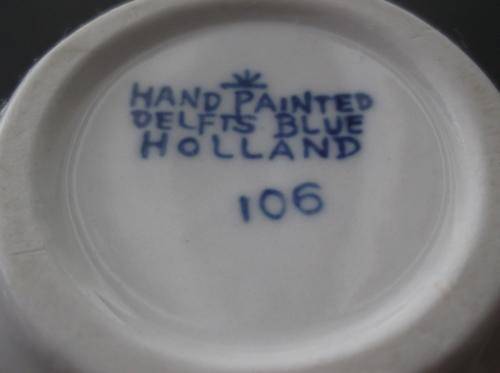 HAND PAINTED
DELFTS BLUE
HOLLAND
106